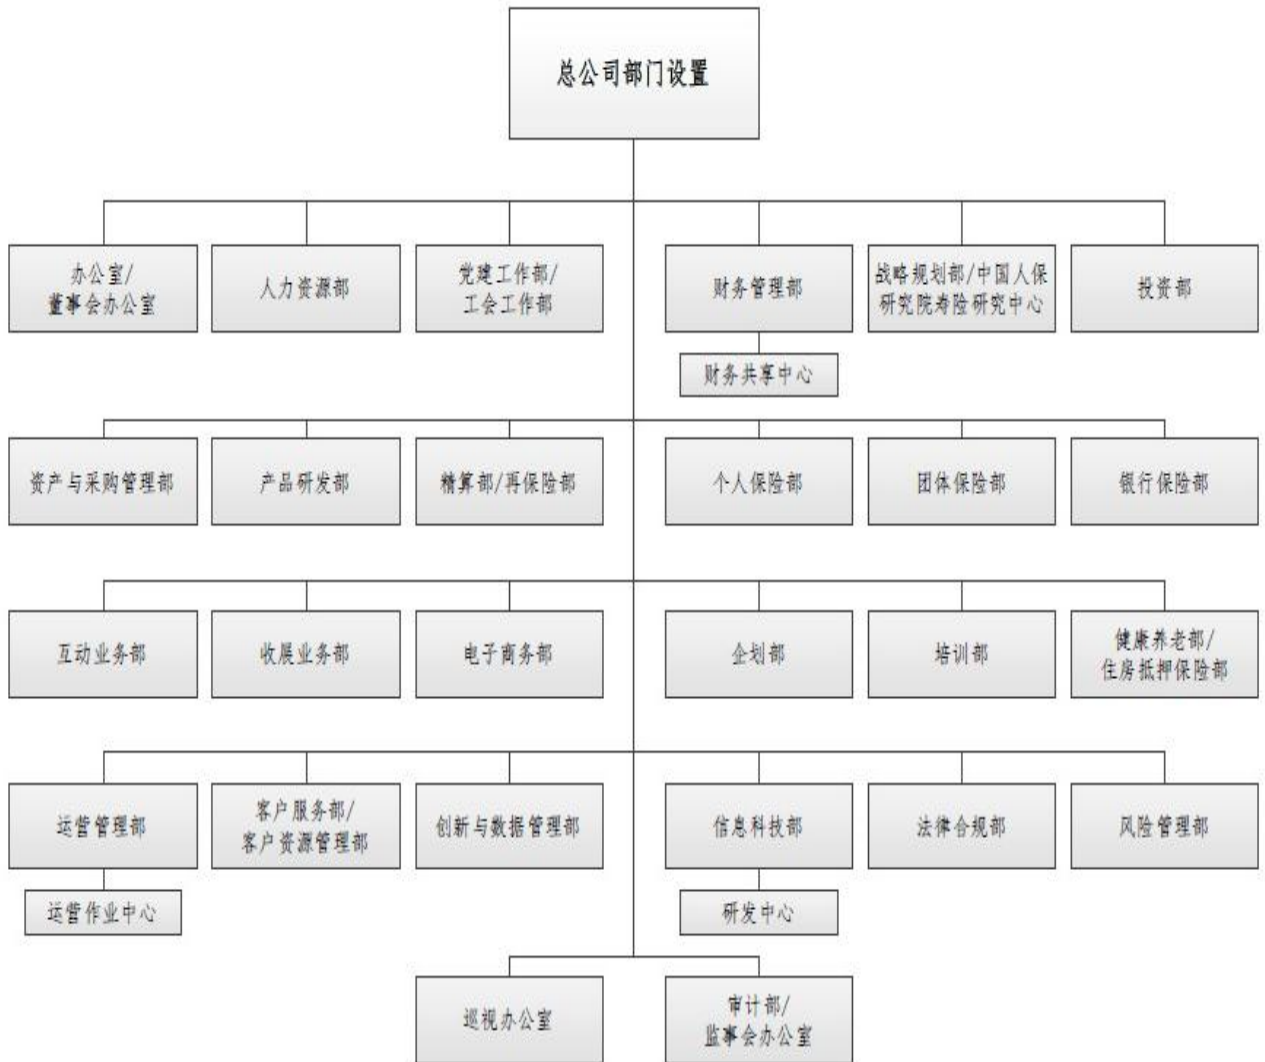 总公司部门设置
办公室/
董事会办公室
人力资源部
党建工作部/
工会工作部
财务管理部
战略规划部/中国人保
研究院寿险研究中心
投资部
财务共享中心
资产与采购管理部
产品研发部
精算部/再保险部
个人保险部
团体保险部
银行保险部
互动业务部
收展业务部
电子商务部
企划部
培训部
健康养老部/
住房抵押保险部
运营管理部
客户服务部/
客户资源管理部
创新与数据管理部
信息科技部
法律合规部
风险管理部
运营作业中心
研发中心
巡视办公室
审计部/
监事会办公室